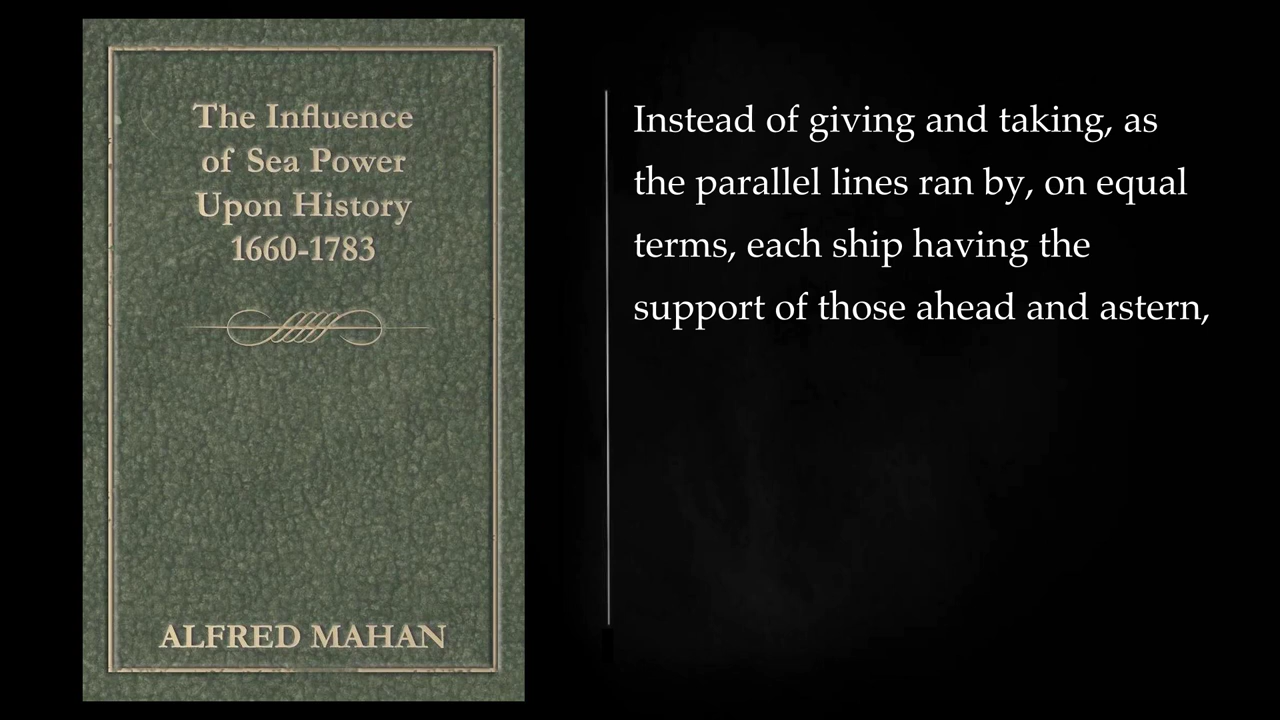 The Influence
of Sea Power
Upon History
1660-1783
ALFRED MAHAN
Instead of giving and taking, as
the parallel lines ran by, on equal
terms, each ship having the
support of those ahead and astern,